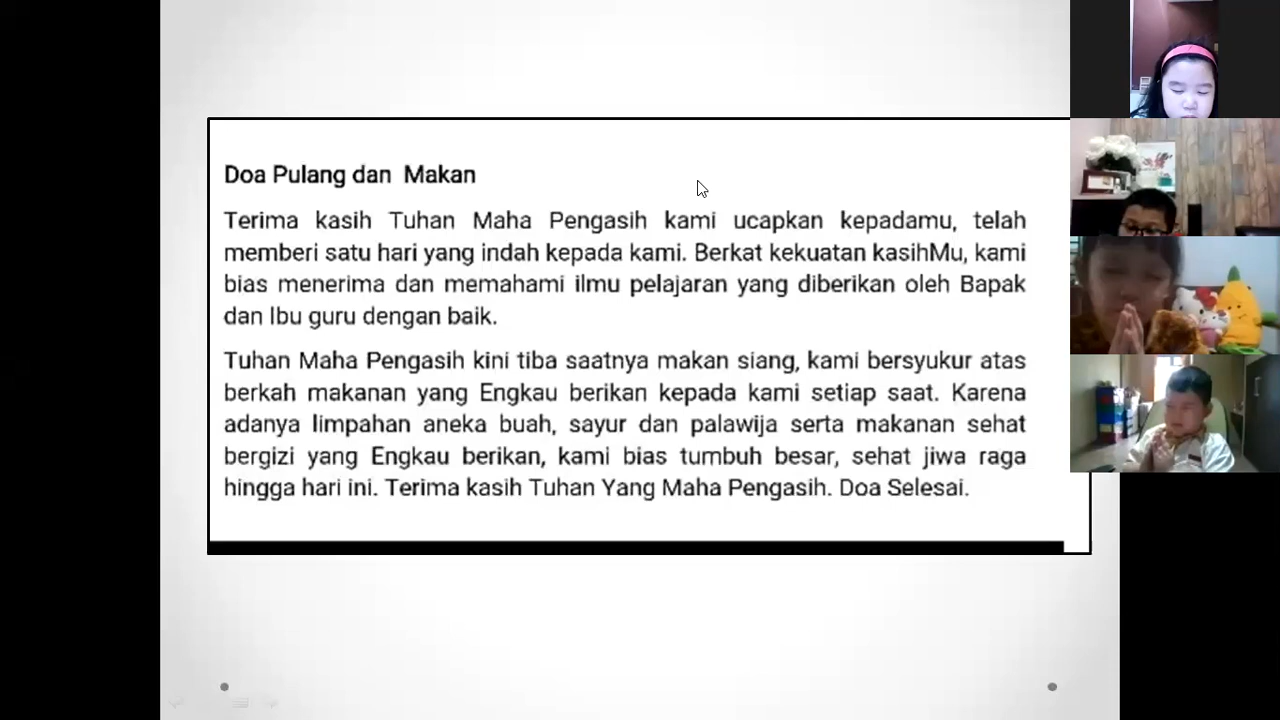 Doa Pulang dan Makan
Terima kasih Tuhan Maha Pengasih kami ucapkan kepadamu, telah
memberi satu hari yang indah kepada kami. Berkat kekuatan kasihMu, kami
bias menerima dan memahami ilmu pelajaran yang diberikan oleh Bapak
dan Ibu guru dengan baik.
Tuhan Maha Pengasih kini tiba saatnya makan siang, kami bersyukur atas
berkah makanan yang Engkau berikan kepada kami setiap saat. Karena
adanya limpahan aneka buah, sayur dan palawija serta makanan sehat
bergizi yang Engkau berikan, kami bias tumbuh besar, sehat jiwa raga
hingga hari ini. Terima kasih Tuhan Yang Maha Pengasih. Doa Selesai.